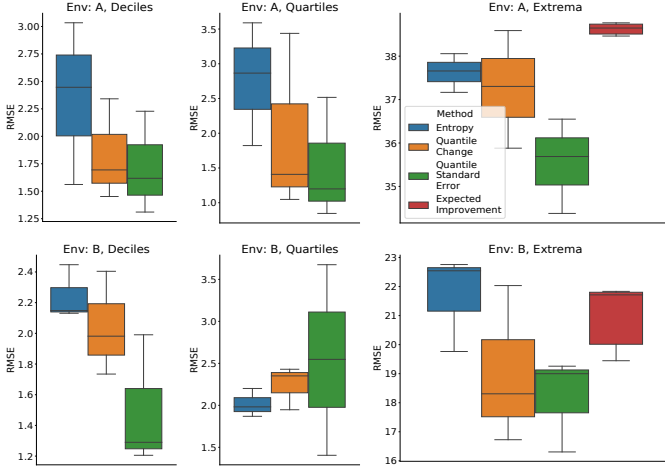 Env: A, Deciles
RMSE
3.00
2.75
2.50
2.25
2.00
1.75
1.50
1.25
Env: A, Quartiles
RMSE
3.5
3.0
2.5
2.0
1.5
1.0
Env: A, Extrema
RMSE
38
37
36
35
Method
Entropy
Quantile
Change
Quantile
Standard
Error
Expected
Improvement
Env: B, Deciles
RMSE
2.4
2.2
2.0
1.8
1.6
1.4
1.2
Env: B, Quartiles
RMSE
3.5
3.0
2.5
2.0
1.5
Env: B, Extrema
RMSE
23
22
21
20
19
18
17
16